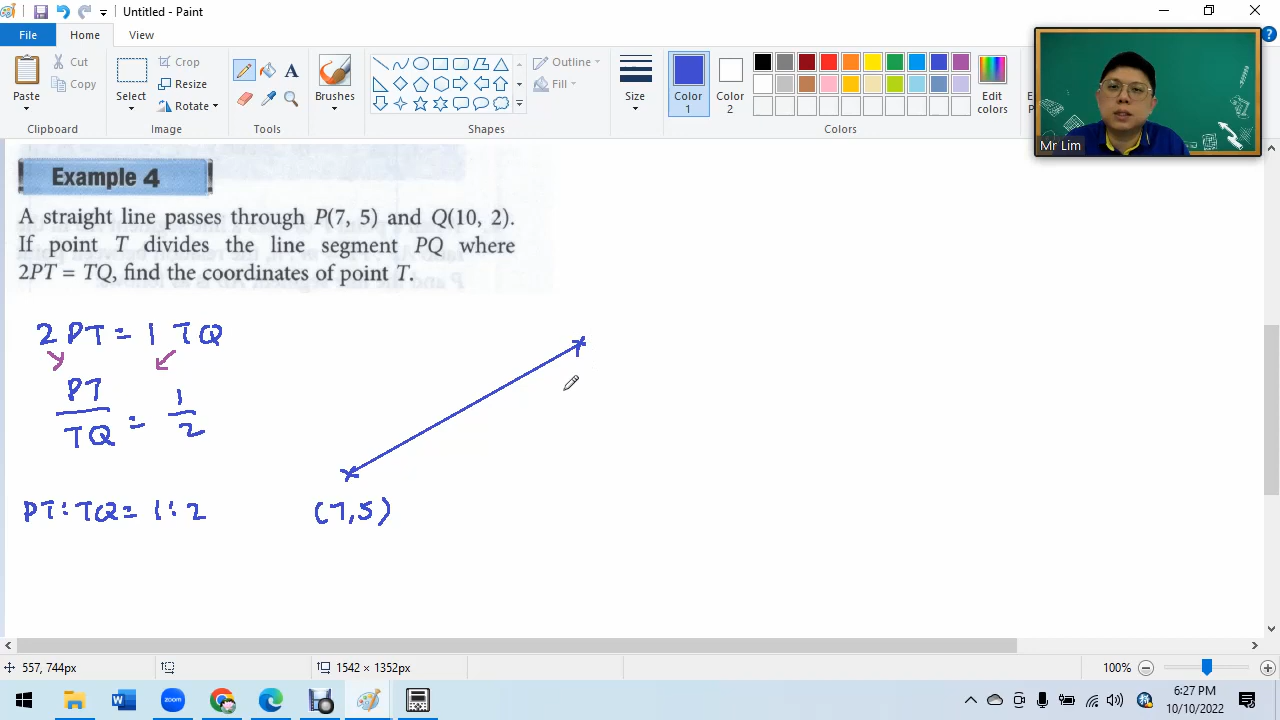 Untitled - Paint
File Home View
Paste Cut Copy
Clipboard
Select Crop Resize Rotate
Image
A
Tools
Brushes
Outline Fill
Shapes
Size
Color 1 Color 2
Edit colors
Colors
Mr Lim
Example 4
A straight line passes through P(7, 5) and Q(10, 2).
If point T divides the line segment PQ where
2PT = TQ, find the coordinates of point T.
2 PT = 1 TQ
PT/TQ = 1/2
PT : TQ = 1 : 2
(7,5)
557, 744px
1542 × 1352px
100%
W
zoom
6:27 PM
10/10/2022